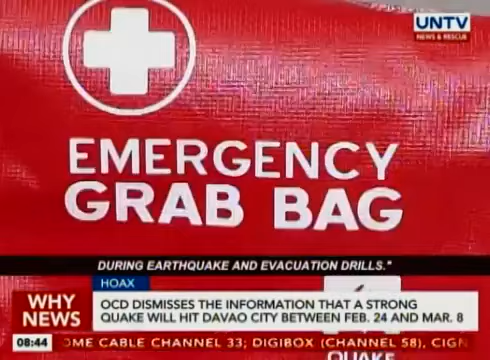 UNTV
NEWS & RESCUE
EMERGENCY
GRAB BAG
DURING EARTHQUAKE AND EVACUATION DRILLS."
HOAX
WHY
NEWS
OCD DISMISSES THE INFORMATION THAT A STRONG
QUAKE WILL HIT DAVAO CITY BETWEEN FEB. 24 AND MAR. 8
08:44
OME CABLE CHANNEL 33; DIGIBOX (CHANNEL 58), CIGN
QUAKE